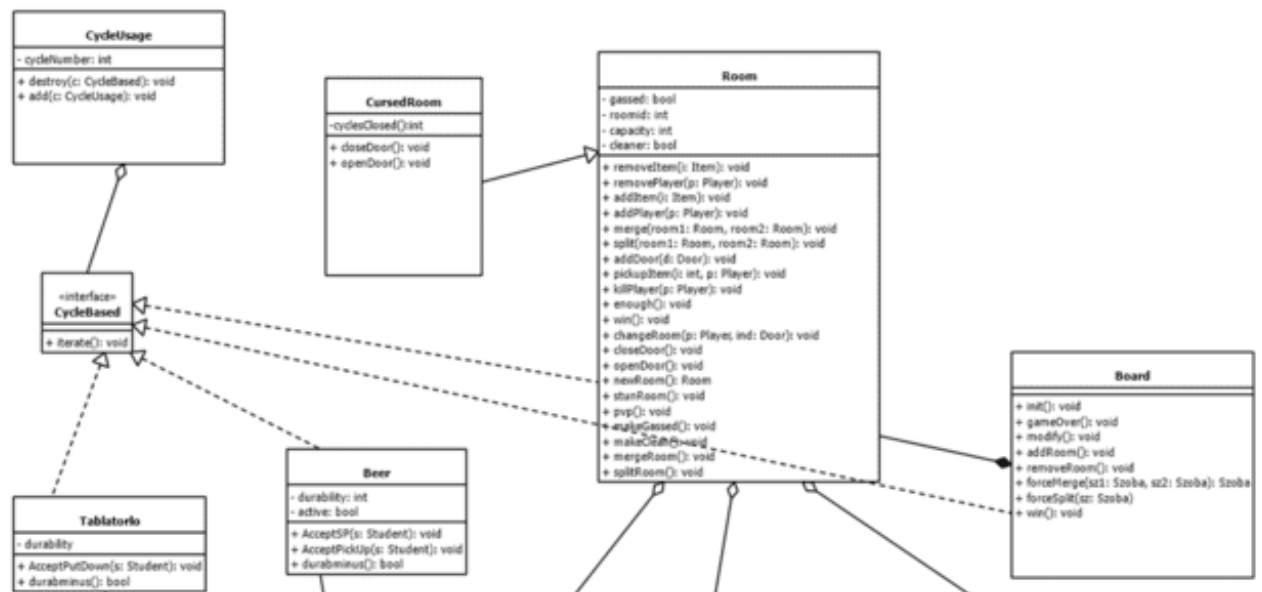 CycleUsage
- cycleNumber: int
+ destroy(c: CycleBased): void
+ add(c: CycleUsage): void
CursedRoom
-cyclesClosed():int
+ closeDoor(): void
+ openDoor(): void
Room
- gassed: bool
- roomid: int
- capacity: int
- cleaner: bool
+ removeItem(i: Item): void
+ removePlayer(p: Player): void
+ addItem(i: Item): void
+ addPlayer(p: Player): void
+ merge(room1: Room, room2: Room): void
+ split(room1: Room, room2: Room): void
+ addDoor(d: Door): void
+ pickupItem(i: int, p: Player): void
+ killPlayer(p: Player): void
+ enough(): void
+ win(): void
+ changeRoom(p: Player, ind: Door): void
+ closeDoor(): void
+ openDoor(): void
+ newRoom(): Room
+ stunRoom(): void
+ pvp(): void
+ makeGassed(): void
+ makeClean(): void
+ mergeRoom(): void
+ splitRoom(): void
«interface»
CycleBased
+ iterate(): void
Board
+ init(): void
+ gameOver(): void
+ modify(): void
+ addRoom(): void
+ removeRoom(): void
+ forceMerge(sz1: Szoba, sz2: Szoba): Szoba
+ forceSplit(sz: Szoba)
+ win(): void
Beer
- durability: int
- active: bool
+ AcceptSP(s: Student): void
+ AcceptPickUp(s: Student): void
+ durabminus(): bool
Tablatorlo
- durability
+ AcceptPutDown(s: Student): void
+ durabminus(): bool